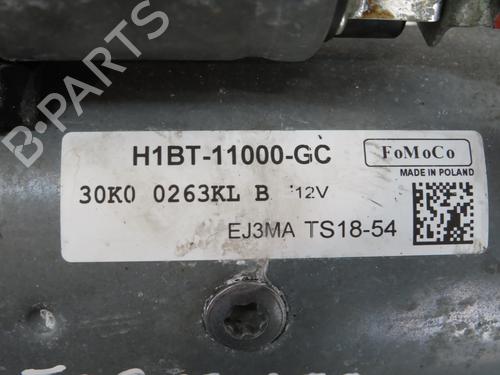 B-PARTS
H1BT-11000-GC
FoMoCo
MADE IN POLAND
30K0 0263KL B 12V
EJ3MA TS18-54